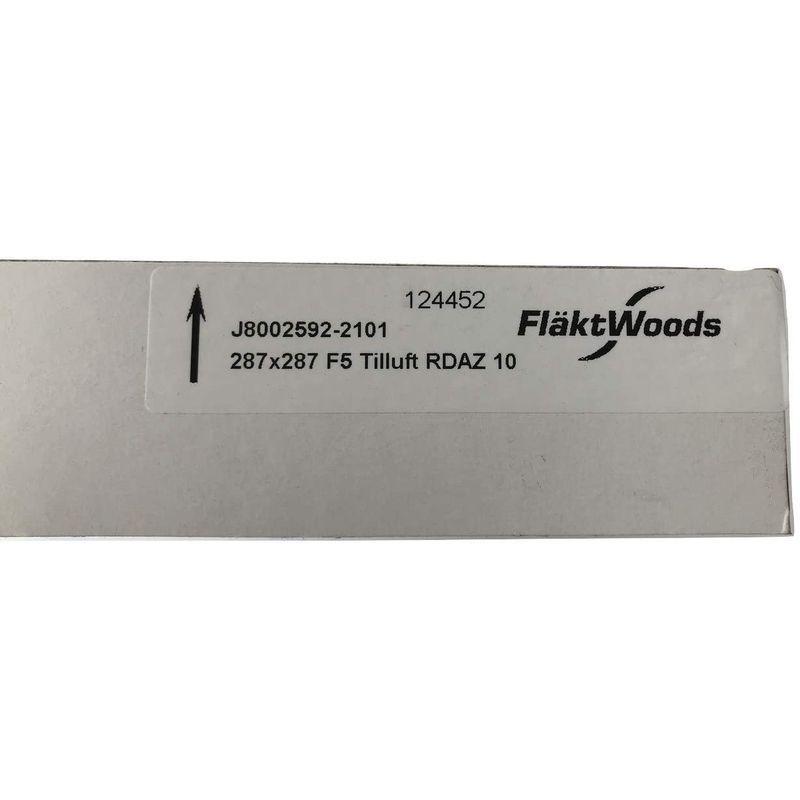 124452
FläktWoods
J8002592-2101
287x287 F5 Tilluft RDAZ 10